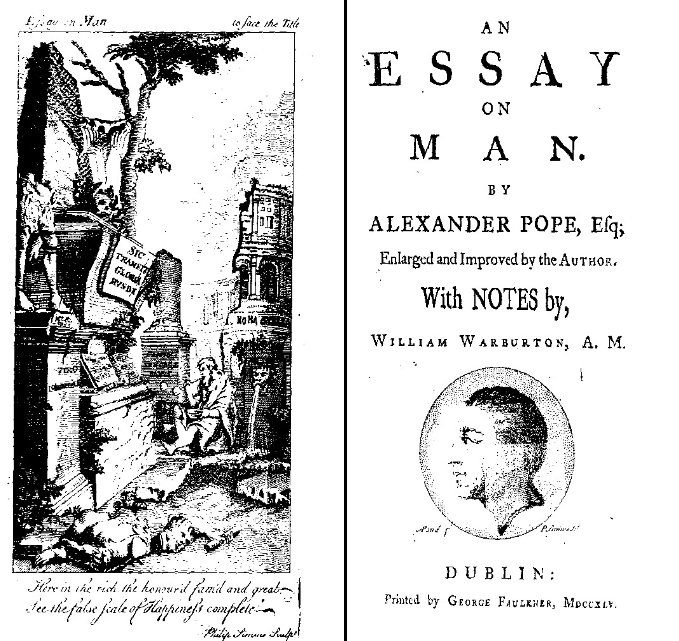 Essay on Man
to face the Title
SIC
TRANSIT
GLORIA
MUNDI
ROMA
Here in the rich the honour'd fam'd and great
See the false scale of Happiness complete
Philip Simms Sculpt
AN
ESSAY
ON
MAN.
BY
ALEXANDER POPE, Eſq;
Enlarged and Improved by the AUTHOR.
With NOTES by,
WILLIAM WARBURTON, A. M.
DUBLIN:
Printed by GEORGE FAULKNER, MDCCXLV.